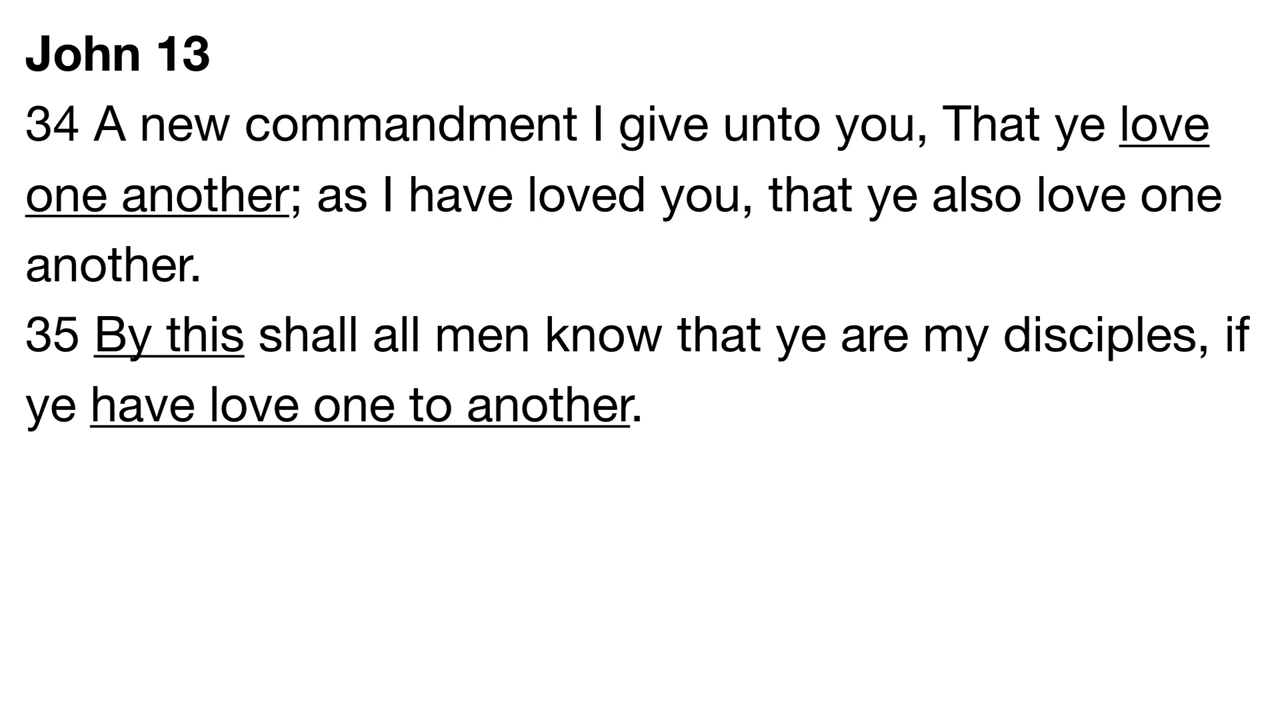 John 13
34 A new commandment I give unto you, That ye love
one another; as I have loved you, that ye also love one
another.
35 By this shall all men know that ye are my disciples, if
ye have love one to another.